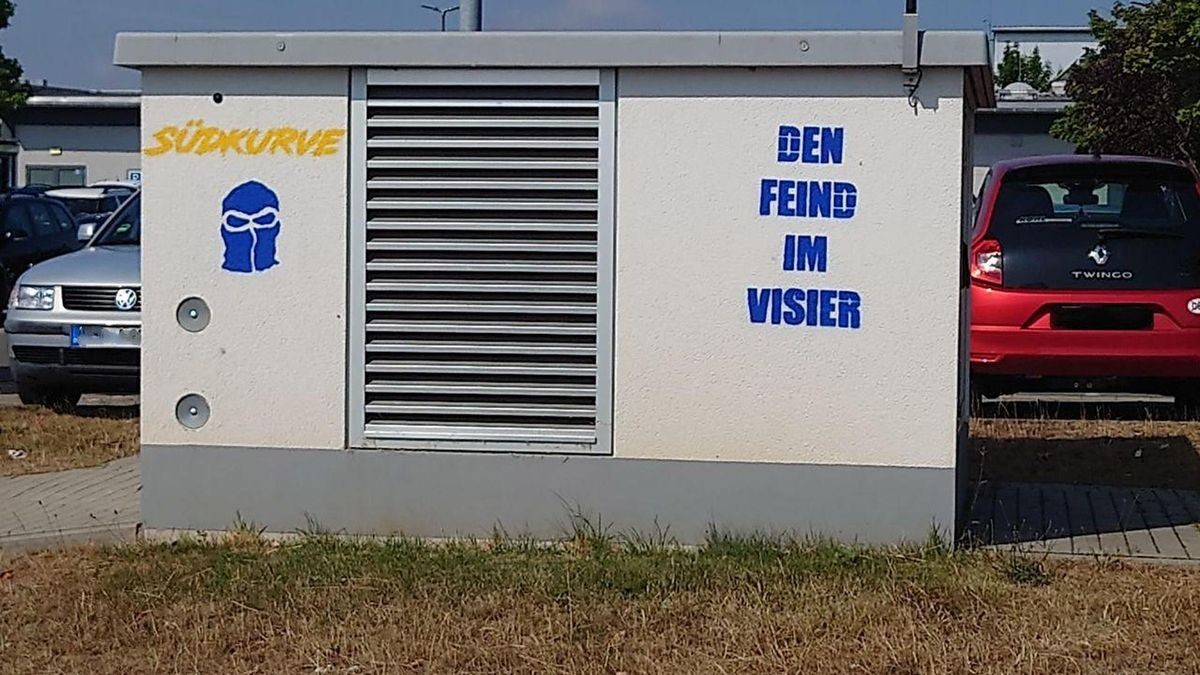 SÜDKURVE
DEN
FEIND
IM
VISIER
TWINGO